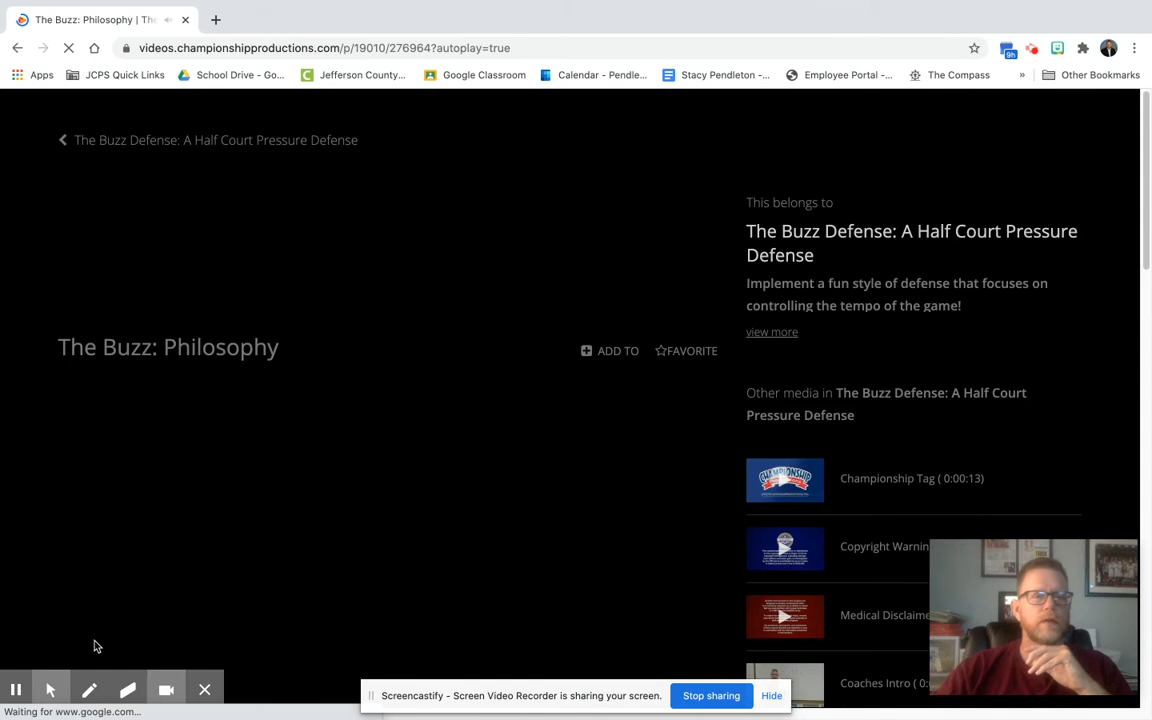 The Buzz: Philosophy | The
videos.championshipproductions.com/p/19010/276964?autoplay=true
9h
Apps
JCPS Quick Links
School Drive - Go...
Jefferson County...
Google Classroom
Calendar - Pendle...
Stacy Pendleton -...
Employee Portal -...
The Compass
»
Other Bookmarks
The Buzz Defense: A Half Court Pressure Defense
This belongs to
The Buzz Defense: A Half Court Pressure
Defense
Implement a fun style of defense that focuses on
controlling the tempo of the game!
view more
The Buzz: Philosophy
ADD TO
FAVORITE
Other media in The Buzz Defense: A Half Court
Pressure Defense
CHAMPIONSHIP
Championship Tag ( 0:00:13)
Copyright Warnin
Medical Disclaime
Coaches Intro ( 0:
Screencastify - Screen Video Recorder is sharing your screen.
Stop sharing
Hide
Waiting for www.google.com...